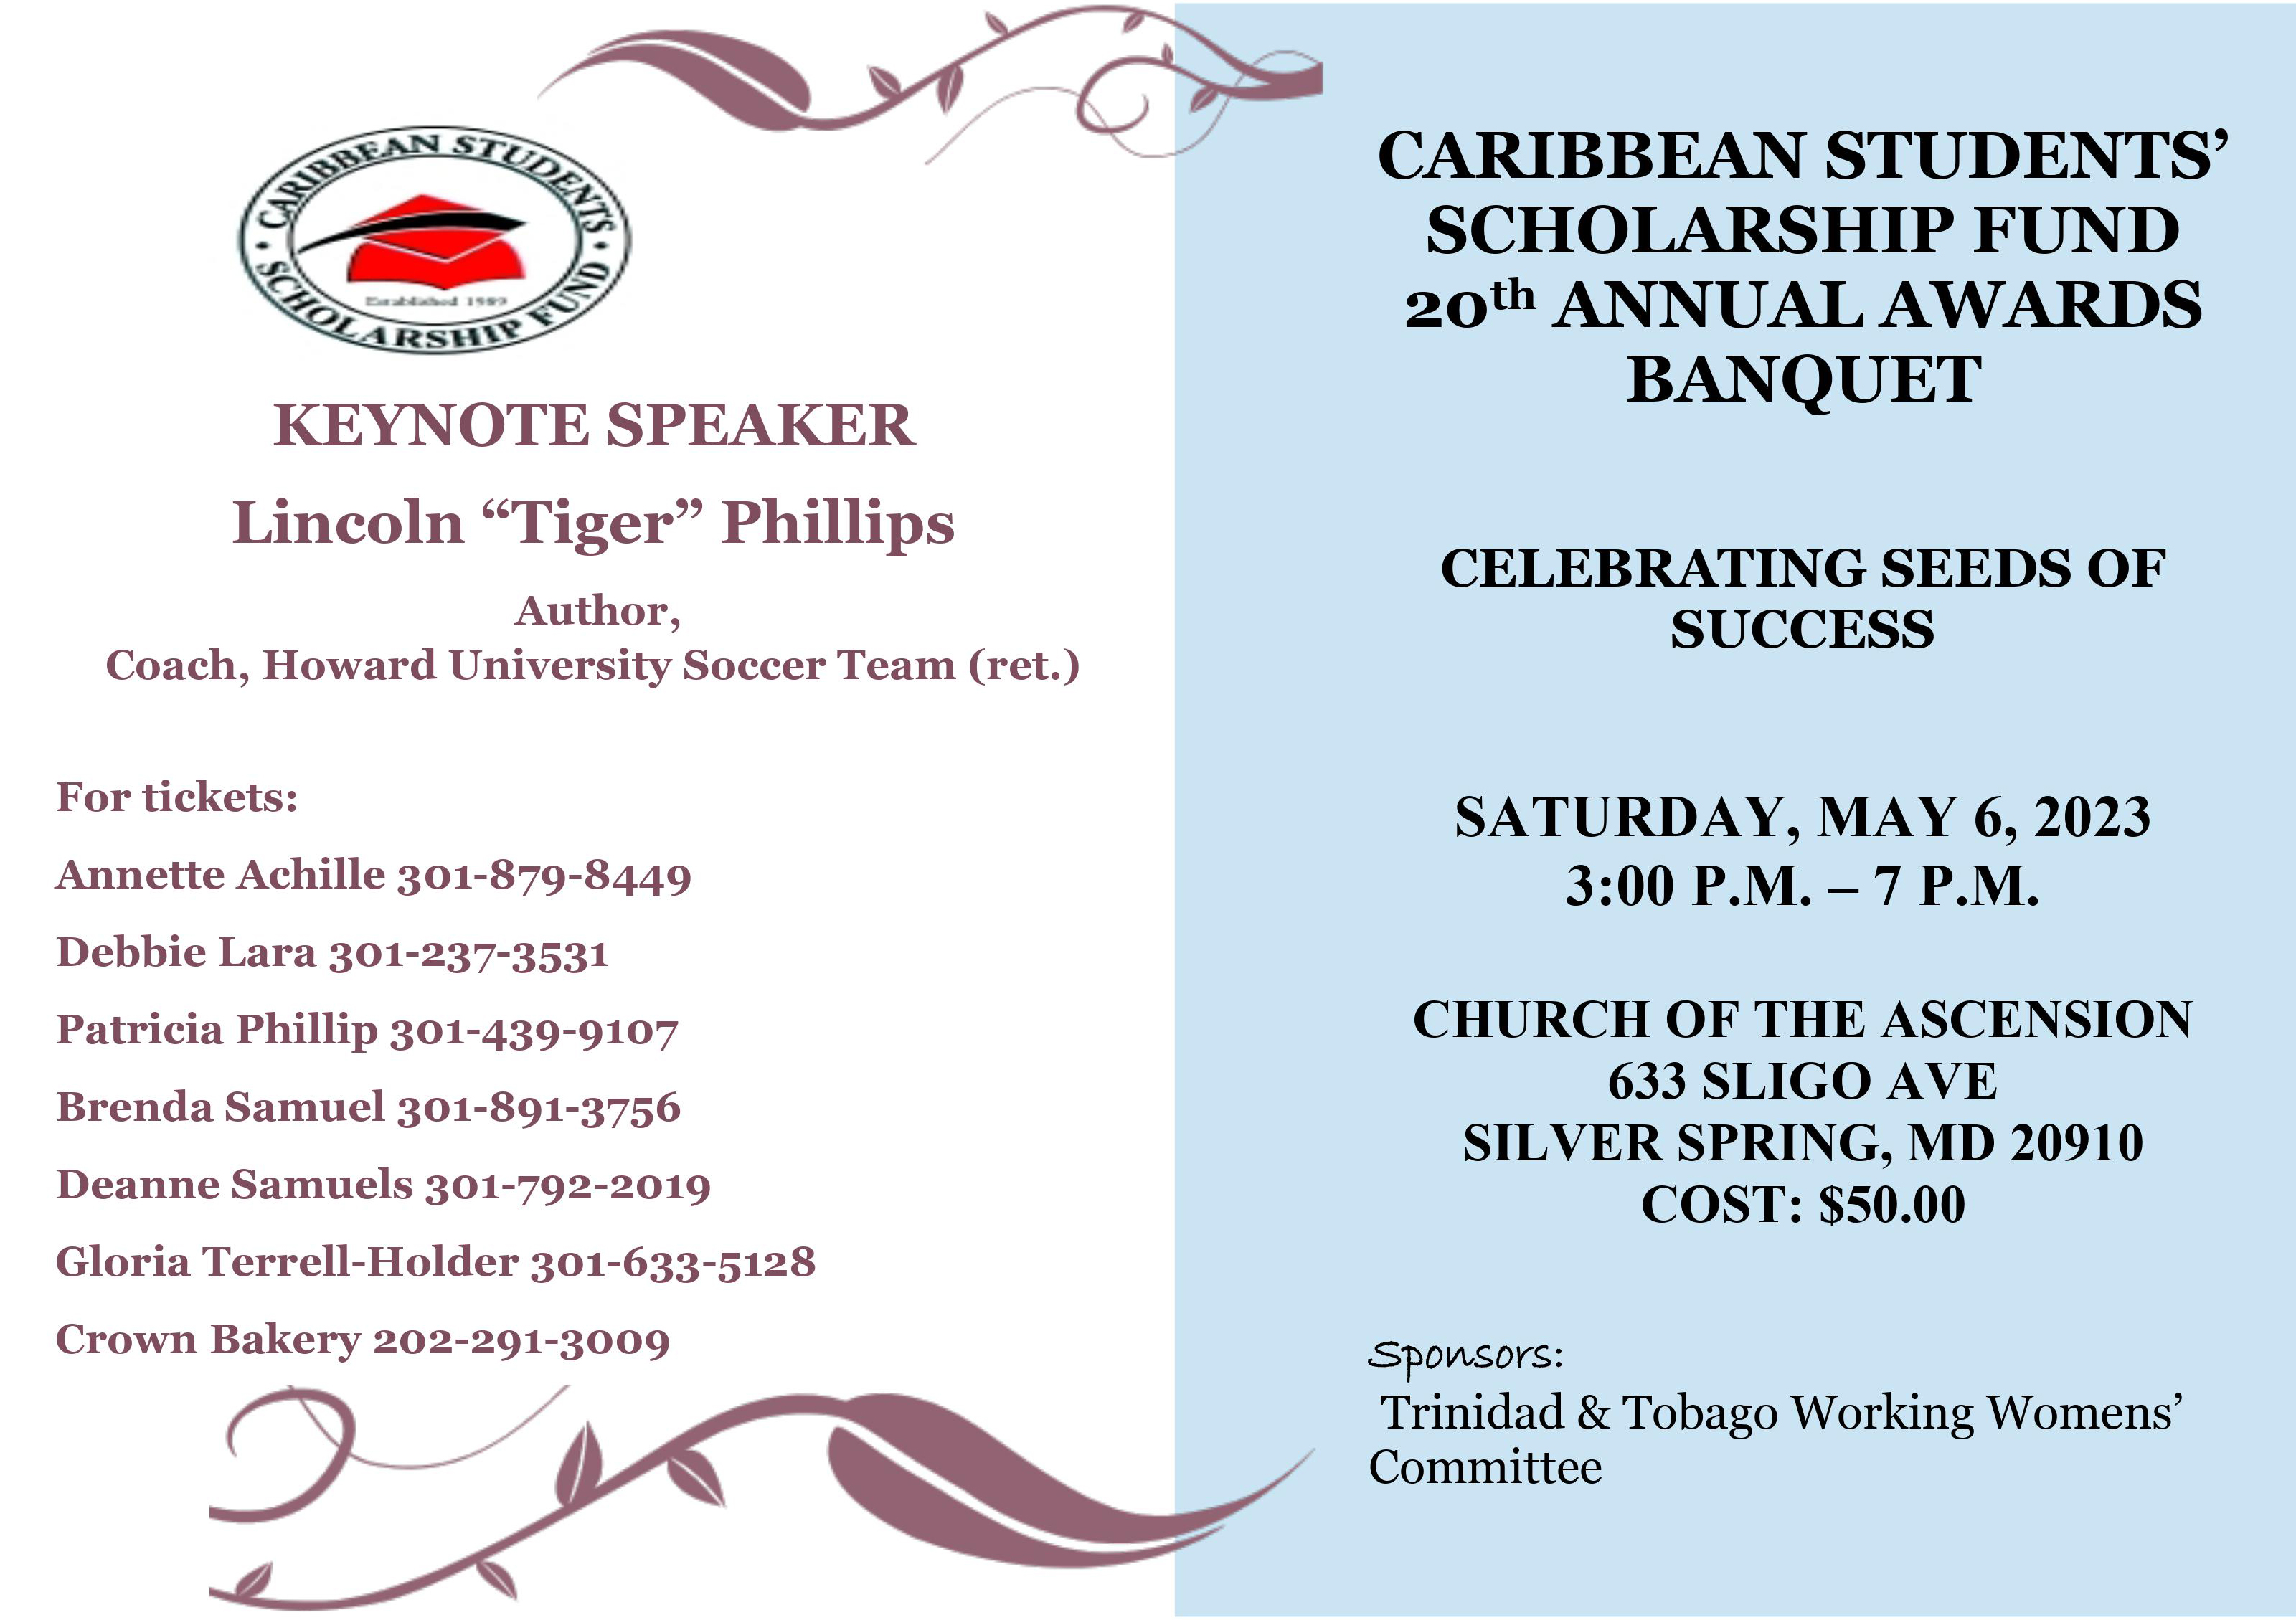 CARIBBEAN STUDENTS
SCHOLARSHIP FUND
Established 1989
KEYNOTE SPEAKER
Lincoln “Tiger” Phillips
Author,
Coach, Howard University Soccer Team (ret.)
For tickets:
Annette Achille 301-879-8449
Debbie Lara 301-237-3531
Patricia Phillip 301-439-9107
Brenda Samuel 301-891-3756
Deanne Samuels 301-792-2019
Gloria Terrell-Holder 301-633-5128
Crown Bakery 202-291-3009
CARIBBEAN STUDENTS’
SCHOLARSHIP FUND
20th ANNUAL AWARDS
BANQUET
CELEBRATING SEEDS OF
SUCCESS
SATURDAY, MAY 6, 2023
3:00 P.M. – 7 P.M.
CHURCH OF THE ASCENSION
633 SLIGO AVE
SILVER SPRING, MD 20910
COST: $50.00
Sponsors:
Trinidad & Tobago Working Womens’
Committee